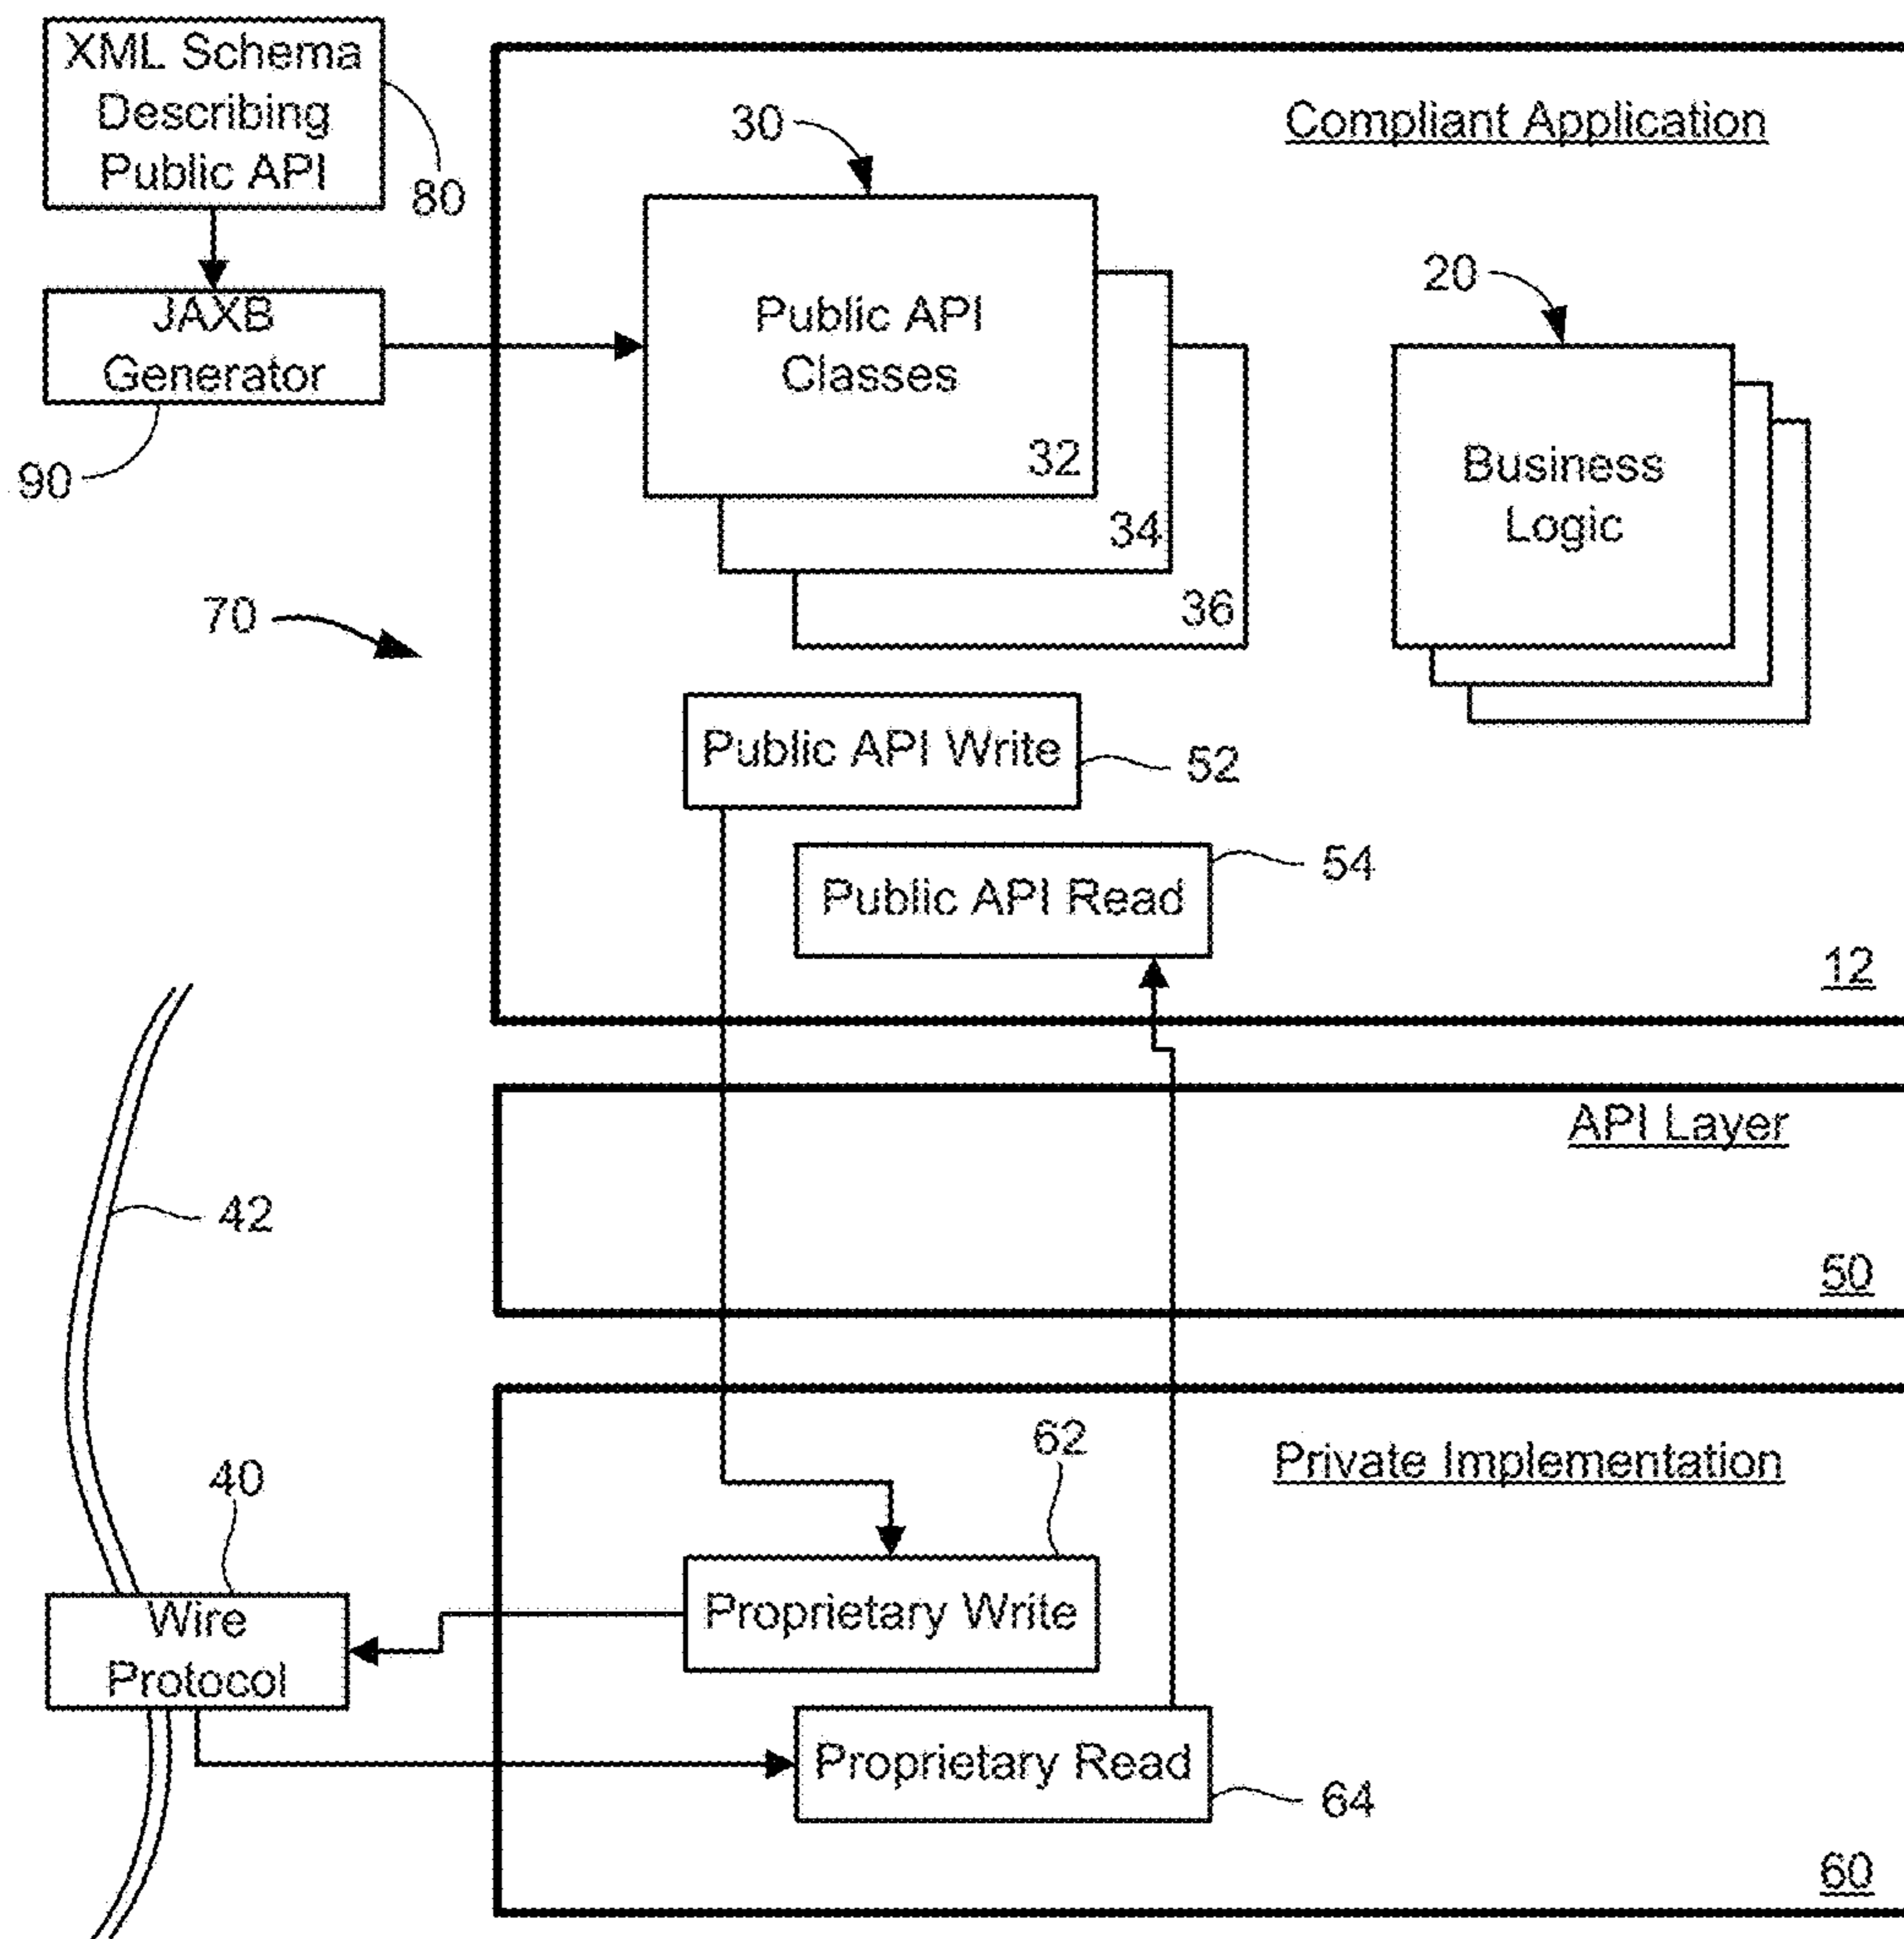 XML Schema
Describing
Public API
80
JAXB
Generator
90
70
Compliant Application
30
Public API
Classes
32
34
36
20
Business
Logic
Public API Write
52
Public API Read
54
12
42
API Layer
50
40
Wire
Protocol
Private Implementation
62
Proprietary Write
Proprietary Read
64
60